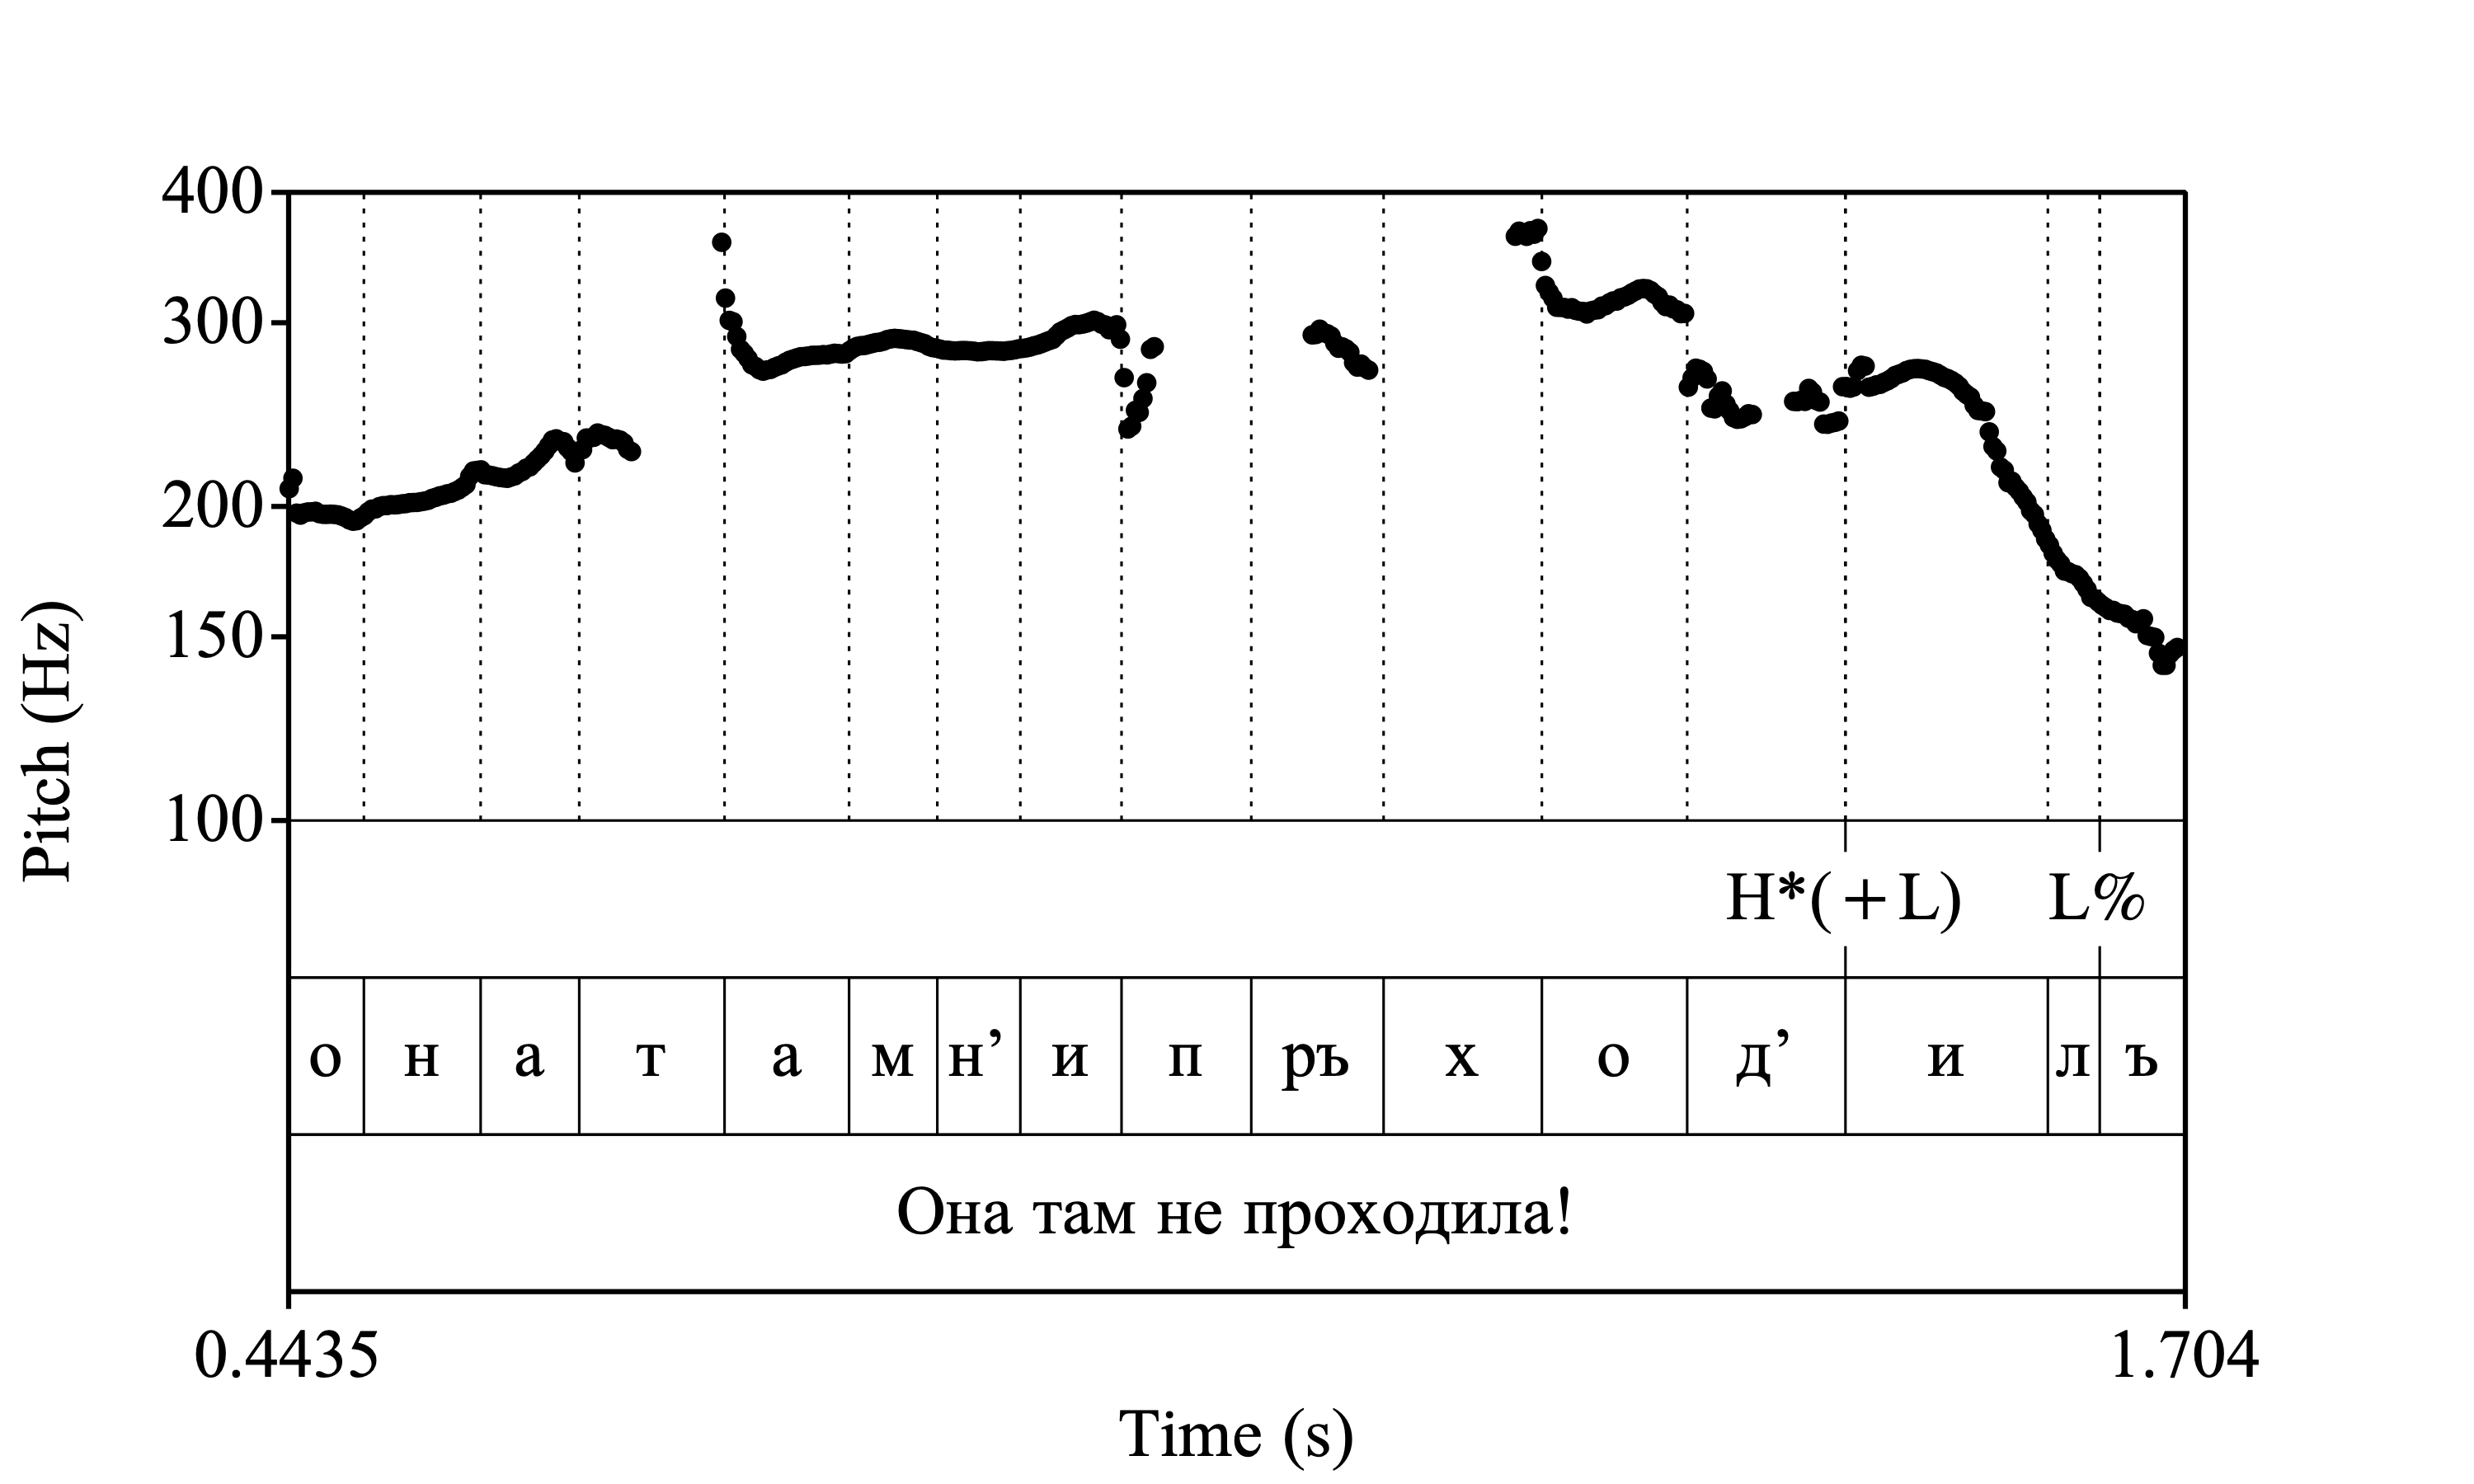 400
300
200
150
100
Pitch (Hz)
H*(+L) L%
о н а т а м н’ и п ръ х о д’ и л ъ
Она там не проходила!
0.4435 1.704
Time (s)